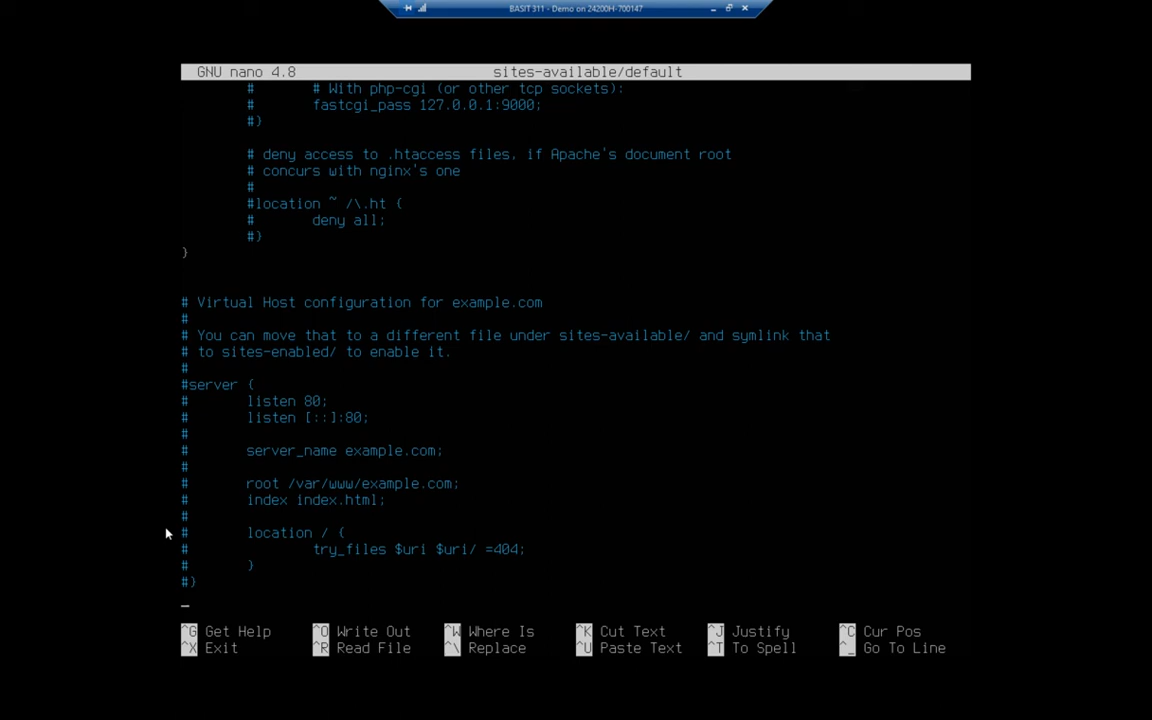 BASIT 311 - Demo on 24200H-700147
GNU nano 4.8 sites-available/default
# # With php-cgi (or other tcp sockets):
# fastcgi_pass 127.0.0.1:9000;
#}
# deny access to .htaccess files, if Apache's document root
# concurs with nginx's one
#
#location ~ /\.ht {
# deny all;
#}
}
# Virtual Host configuration for example.com
#
# You can move that to a different file under sites-available/ and symlink that
# to sites-enabled/ to enable it.
#
#server {
# listen 80;
# listen [::]:80;
#
# server_name example.com;
#
# root /var/www/example.com;
# index index.html;
#
# location / {
# try_files $uri $uri/ =404;
# }
#}
^G Get Help ^O Write Out ^W Where Is ^K Cut Text ^J Justify ^C Cur Pos
^X Exit ^R Read File ^\ Replace ^U Paste Text ^T To Spell ^_ Go To Line